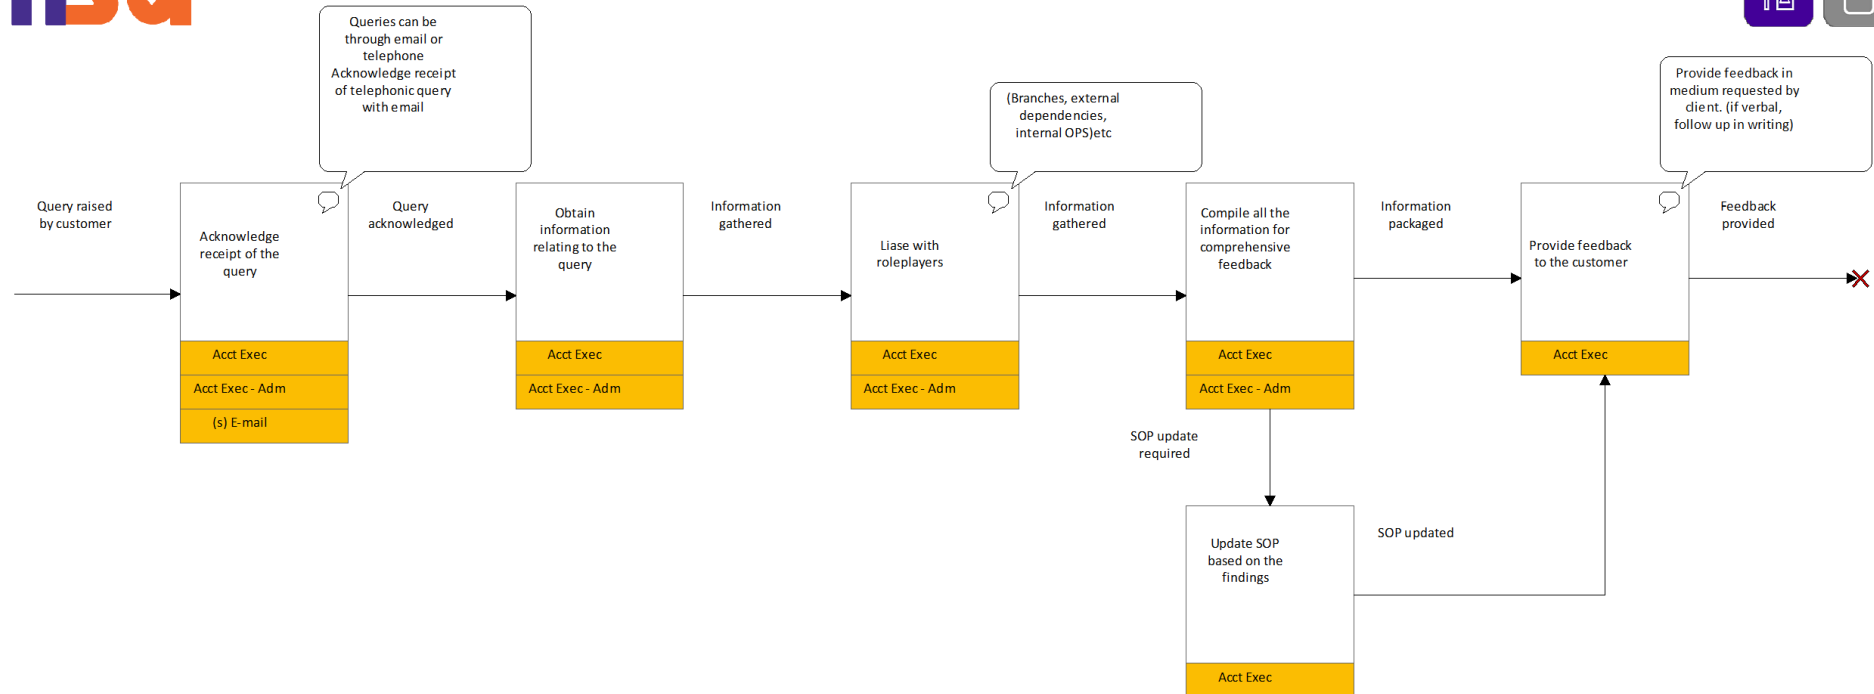 Queries can be
through email or
telephone
Acknowledge receipt
of telephonic query
with email
(Branches, external
dependencies,
internal OPS)etc
Provide feedback in
medium requested by
client. (if verbal,
follow up in writing)
Query raised
by customer
Acknowledge
receipt of the
query
Acct Exec
Acct Exec - Adm
(s) E-mail
Query
acknowledged
Obtain
information
relating to the
query
Acct Exec
Acct Exec - Adm
Information
gathered
Liase with
roleplayers
Acct Exec
Acct Exec - Adm
Information
gathered
Compile all the
information for
comprehensive
feedback
Acct Exec
Acct Exec - Adm
Information
packaged
Provide feedback
to the customer
Acct Exec
Feedback
provided
SOP update
required
Update SOP
based on the
findings
Acct Exec
SOP updated